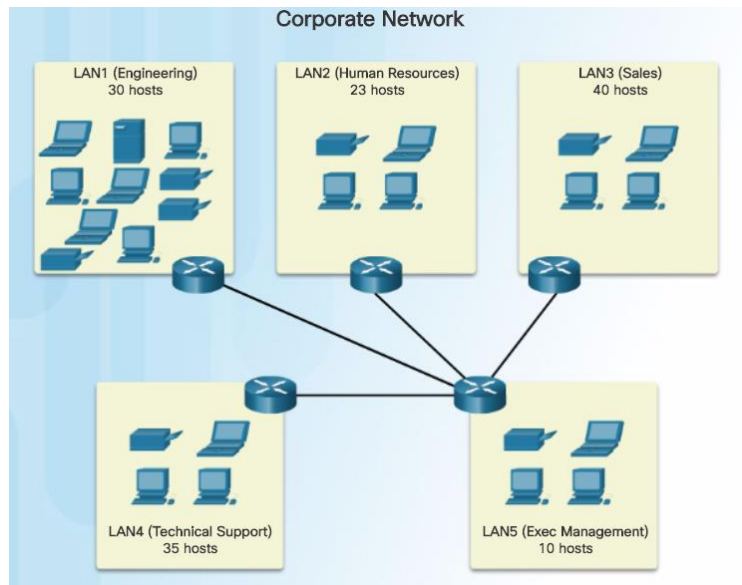 Corporate Network
LAN1 (Engineering)
30 hosts
LAN2 (Human Resources)
23 hosts
LAN3 (Sales)
40 hosts
LAN4 (Technical Support)
35 hosts
LAN5 (Exec Management)
10 hosts